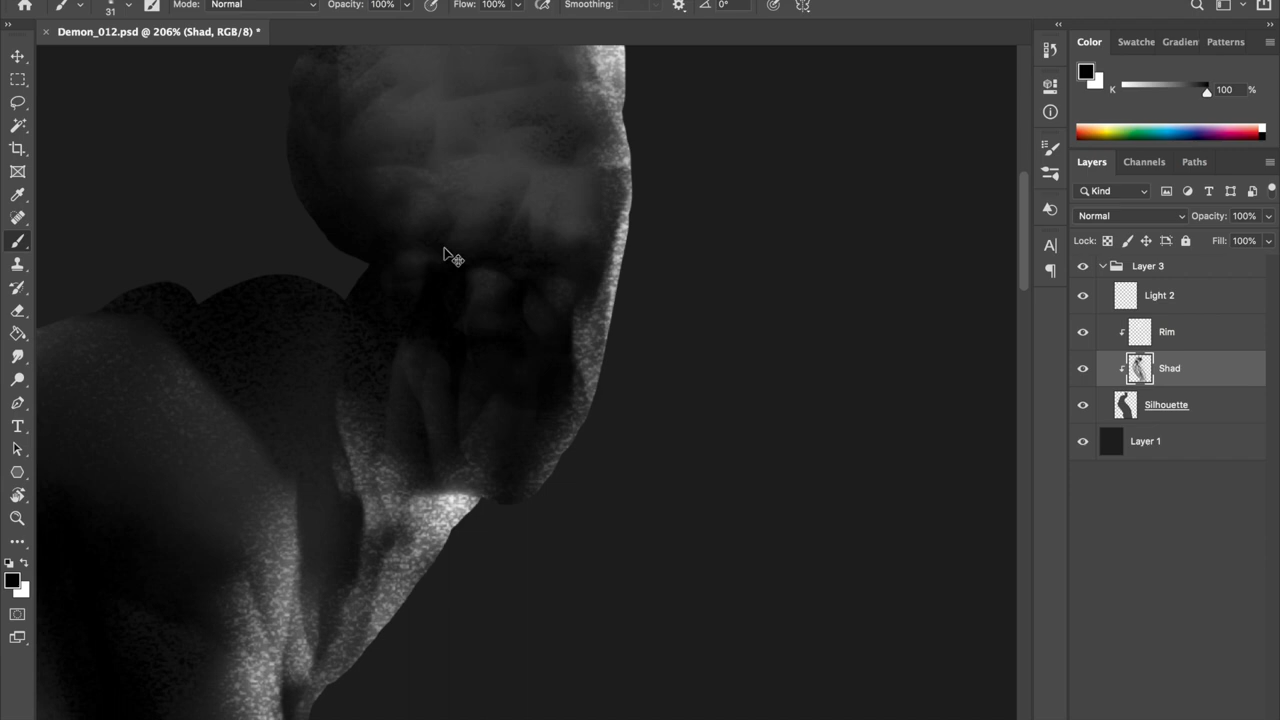 Mode: Normal Opacity: 100% Flow: 100% Smoothing: 0°
31
× Demon_012.psd @ 206% (Shad, RGB/8) *
Color Swatche Gradien Patterns
K 100 %
Layers Channels Paths
Kind
Normal Opacity: 100%
Lock: Fill: 100%
Layer 3
Light 2
Rim
Shad
Silhouette
Layer 1